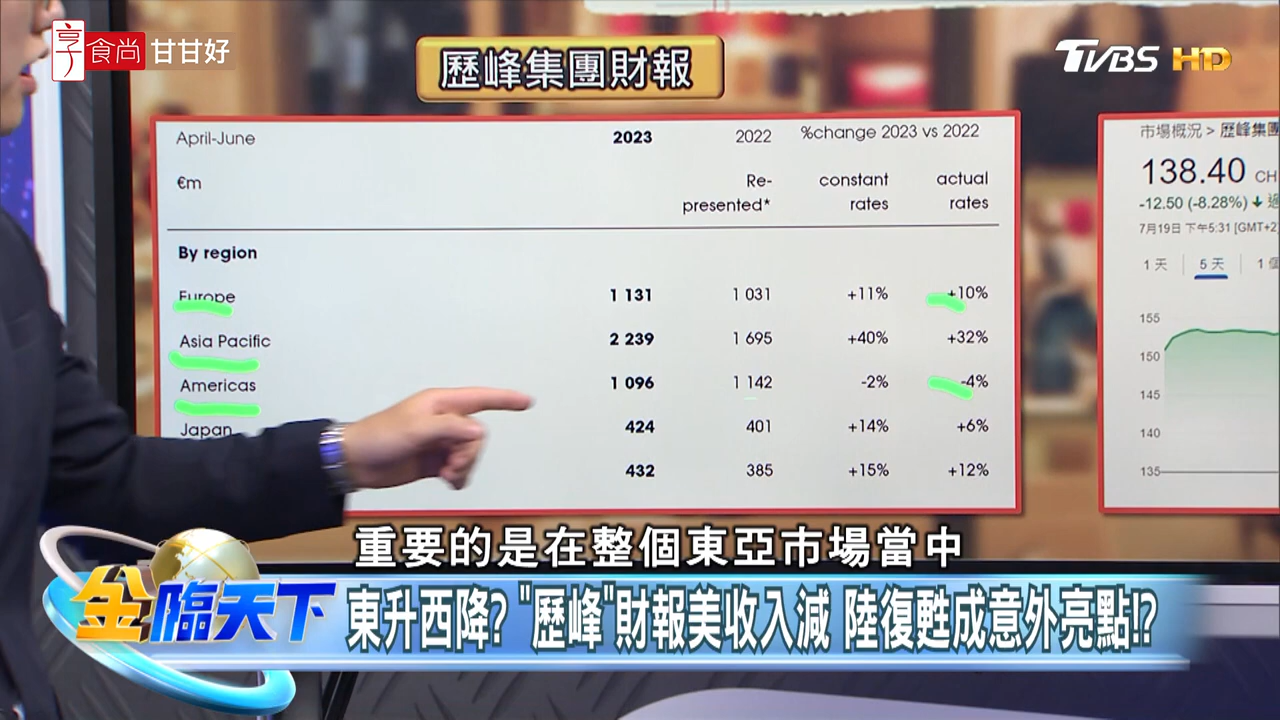 享
食尚 甘甘好
TVBS HD
歷峰集團財報
April-June 2023 2022 %change 2023 vs 2022
€m Re- constant actual
presented* rates rates
By region
Europe 1 131 1 031 +11% +10%
Asia Pacific 2 239 1 695 +40% +32%
Americas 1 096 1 142 -2% -4%
Japan 424 401 +14% +6%
432 385 +15% +12%
市場概況 > 歷峰集團
138.40 CH
-12.50 (-8.28%)
7月19日 下午5:31 [GMT+2
1 天 5 天 1 個
155
150
145
140
135
重要的是在整個東亞市場當中
金臨天下
東升西降? "歷峰"財報美收入減 陸復甦成意外亮點!?